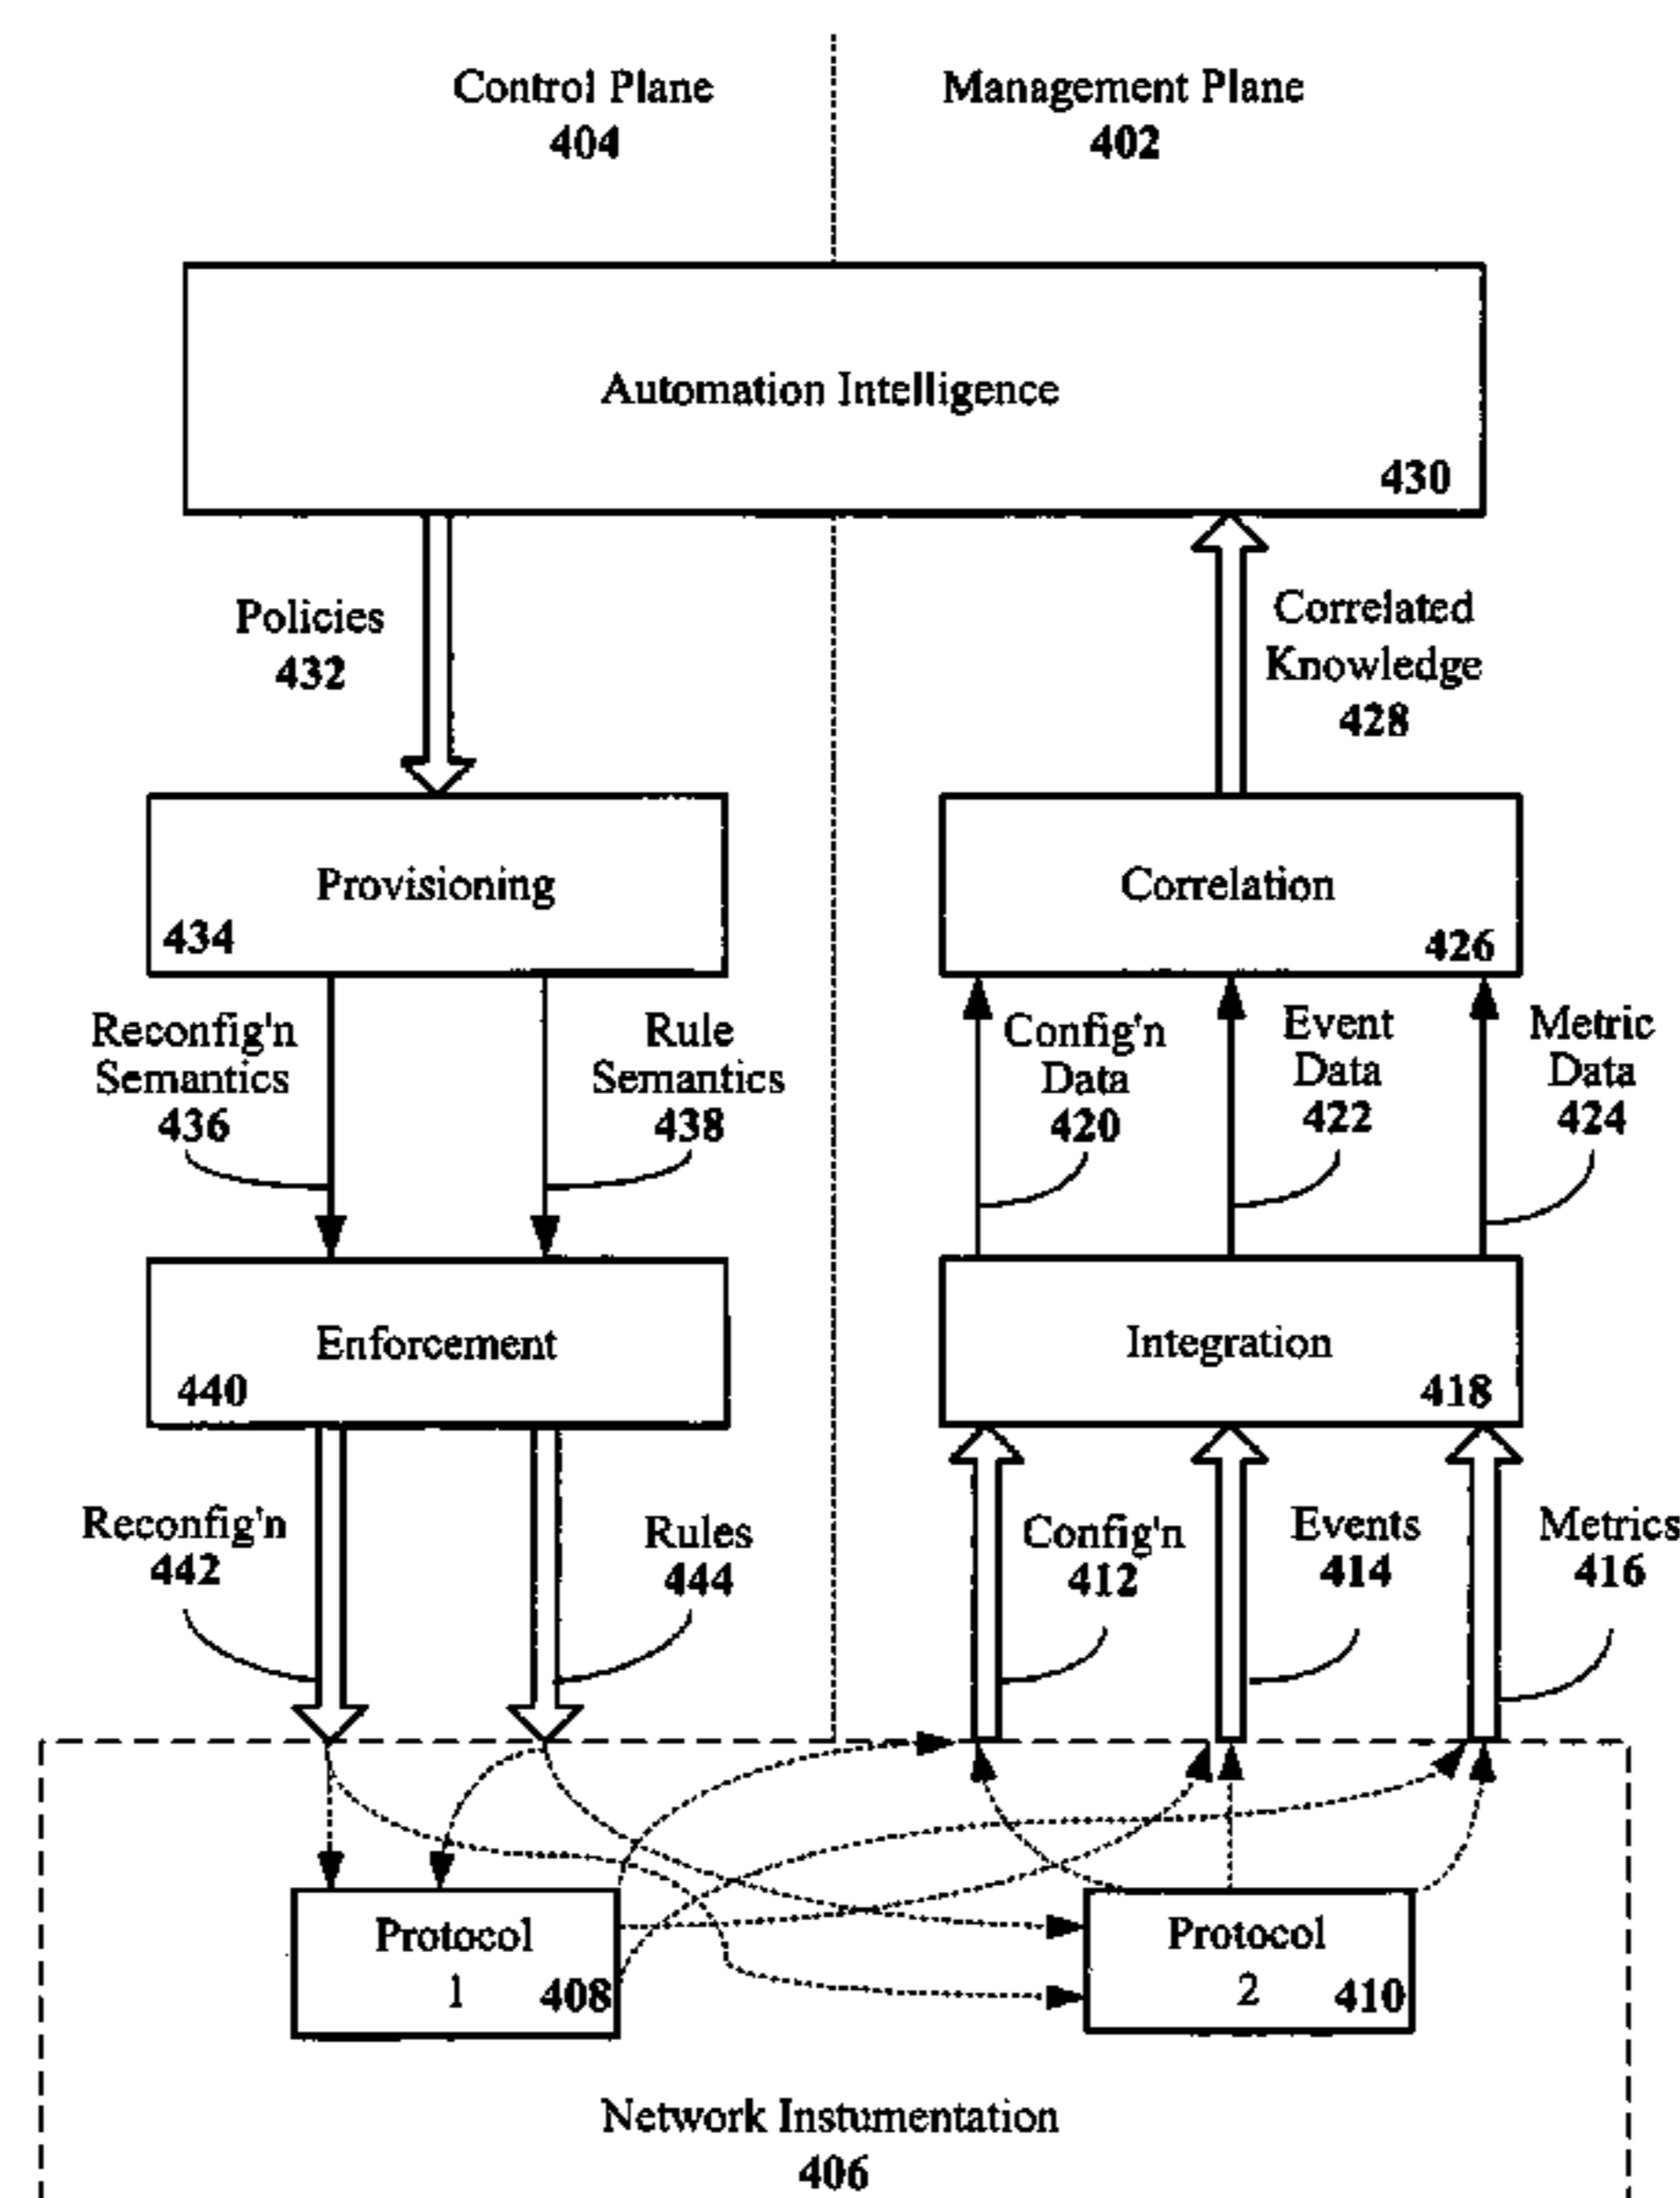 Control Plane
404
Management Plane
402
Automation Intelligence
430
Policies
432
Correlated
Knowledge
428
Provisioning
434
Correlation
426
Reconfig'n
Semantics
436
Rule
Semantics
438
Config'n
Data
420
Event
Data
422
Metric
Data
424
Enforcement
440
Integration
418
Reconfig'n
442
Rules
444
Config'n
412
Events
414
Metrics
416
Protocol
1
408
Protocol
2
410
Network Instumentation
406